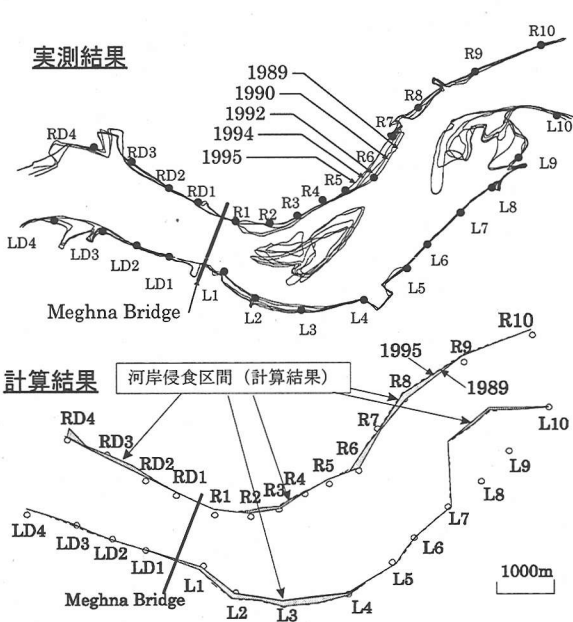 実測結果
1989
1990
1992
1994
1995
R10
R9
R8
R7
R6
R5
R4
R3
R2
R1
RD1
RD2
RD3
RD4
L10
L9
L8
L7
L6
L5
L4
L3
L2
L1
LD1
LD2
LD3
LD4
Meghna Bridge
計算結果
河岸侵食区間（計算結果）
1995
1989
R10
R9
R8
R7
R6
R5
R4
R3
R2
R1
RD1
RD2
RD3
RD4
L10
L9
L8
L7
L6
L5
L4
L3
L2
L1
LD1
LD2
LD3
LD4
Meghna Bridge
1000m